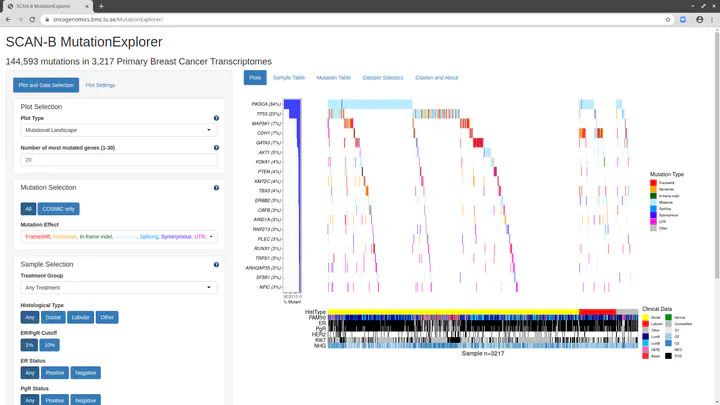 SCAN-B MutationExplorer
oncogenomics.bmc.lu.se/MutationExplorer/
SCAN-B MutationExplorer
144,593 mutations in 3,217 Primary Breast Cancer Transcriptomes
Plot and Data Selection
Plot Settings
Plot Selection
Plot Type
Mutational Landscape
Number of most mutated genes (1-30)
20
Mutation Selection
All
COSMIC only
Mutation Effect
Frameshift, Nonsense, In-frame indel, Missense, Splicing, Synonymous, UTR,
Sample Selection
Treatment Group
Any Treatment
Histological Type
Any Ductal Lobular Other
ER/PgR Cutoff
1% 10%
ER Status
Any Positive Negative
PgR Status
Any Positive Negative
Plots
Sample Table
Mutation Table
Dataset Statistics
Citation and About
PIK3CA (34%)
TP53 (23%)
MAP3K1 (7%)
CDH1 (7%)
GATA3 (7%)
AKT1 (5%)
FOXA1 (4%)
PTEN (4%)
KMT2C (4%)
TBX3 (4%)
ERBB2 (3%)
CBFB (3%)
ARID1A (3%)
RNF213 (3%)
PLEC (3%)
RUNX1 (3%)
TRPS1 (3%)
ARHGAP35 (3%)
SF3B1 (3%)
NFIC (3%)
% Mutant
HistType
PAM50
ER
PgR
HER2
Ki67
NHG
Sample n=3217
Mutation Type
Frameshift
Nonsense
In-frame indel
Missense
Splicing
Synonymous
UTR
Other
Clinical Data
Ductal
Lobular
Other
LumA
LumB
HER2
Basal
Normal
Unclassified
G1
G2
G3
NEG
POS